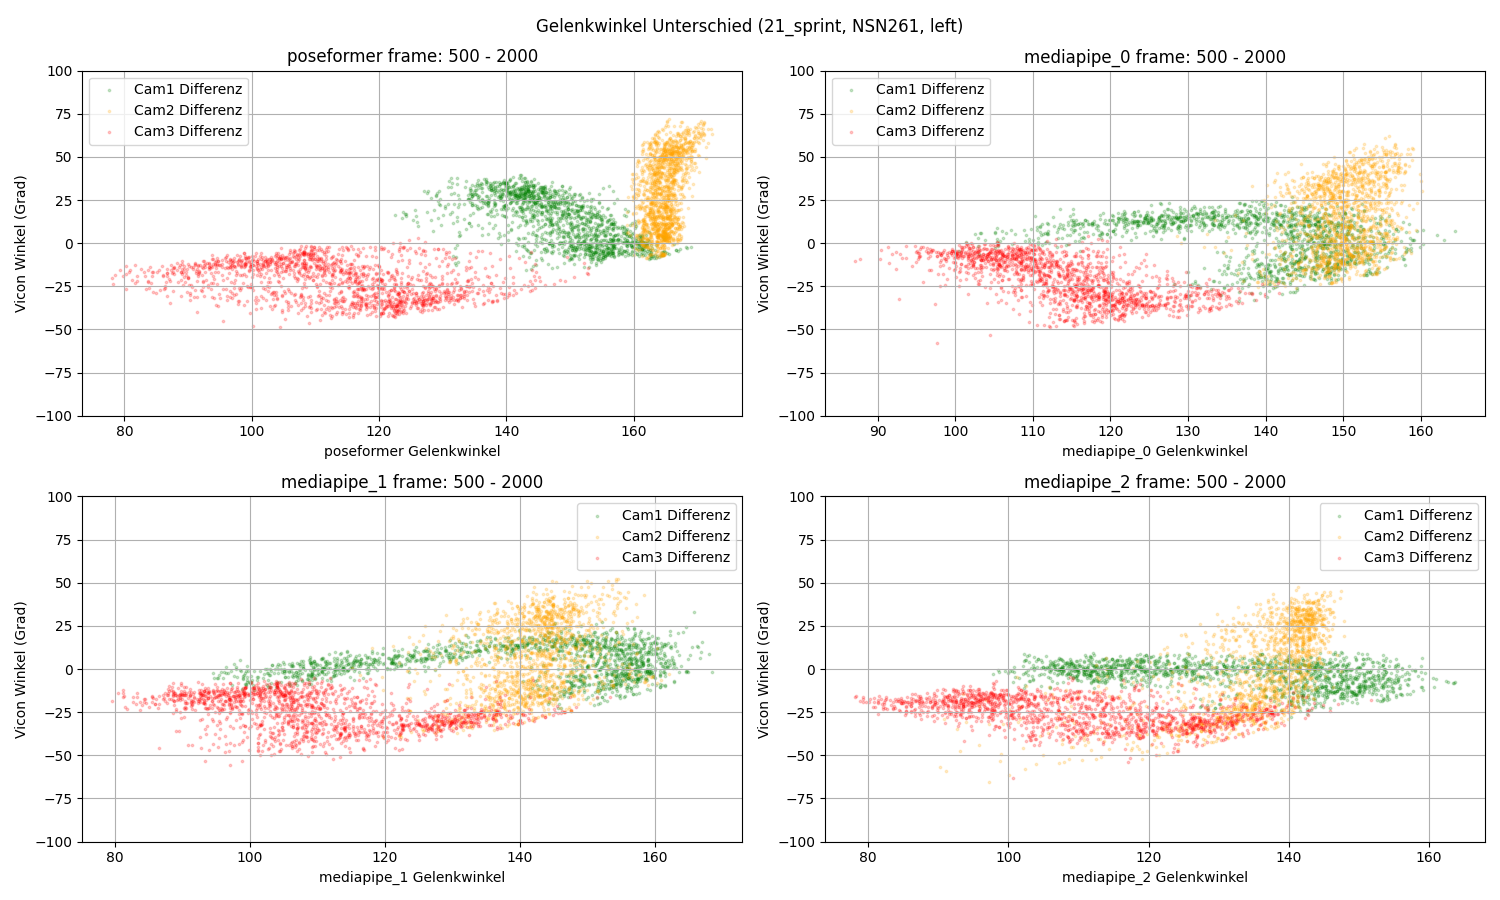 Gelenkwinkel Unterschied (21_sprint, NSN261, left)
poseformer frame: 500 - 2000
Vicon Winkel (Grad)
100
75
50
25
0
−25
−50
−75
−100
Cam1 Differenz
Cam2 Differenz
Cam3 Differenz
80 100 120 140 160
poseformer Gelenkwinkel
mediapipe_0 frame: 500 - 2000
Vicon Winkel (Grad)
100
75
50
25
0
−25
−50
−75
−100
Cam1 Differenz
Cam2 Differenz
Cam3 Differenz
90 100 110 120 130 140 150 160
mediapipe_0 Gelenkwinkel
mediapipe_1 frame: 500 - 2000
Vicon Winkel (Grad)
100
75
50
25
0
−25
−50
−75
−100
Cam1 Differenz
Cam2 Differenz
Cam3 Differenz
80 100 120 140 160
mediapipe_1 Gelenkwinkel
mediapipe_2 frame: 500 - 2000
Vicon Winkel (Grad)
100
75
50
25
0
−25
−50
−75
−100
Cam1 Differenz
Cam2 Differenz
Cam3 Differenz
80 100 120 140 160
mediapipe_2 Gelenkwinkel